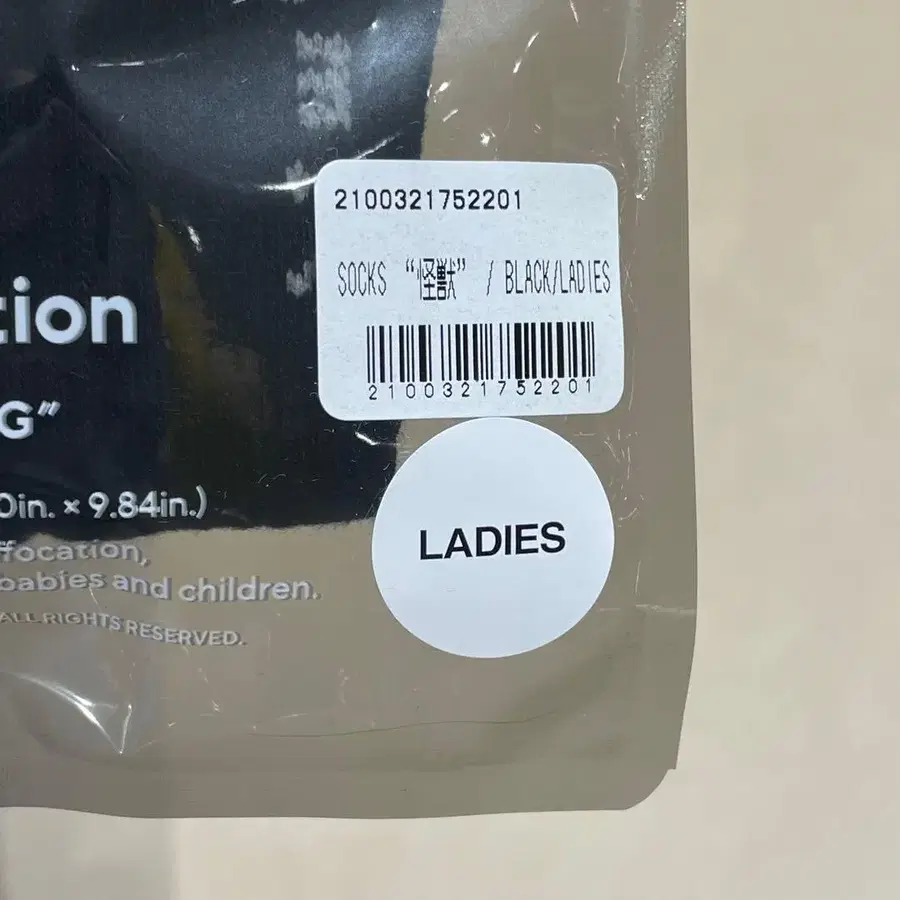 2100321752201
SOCKS “怪獣” / BLACK/LADIES
2100321752201
LADIES
tion
G”
0in. × 9.84in.)
ffocation,
babies and children.
ALL RIGHTS RESERVED.